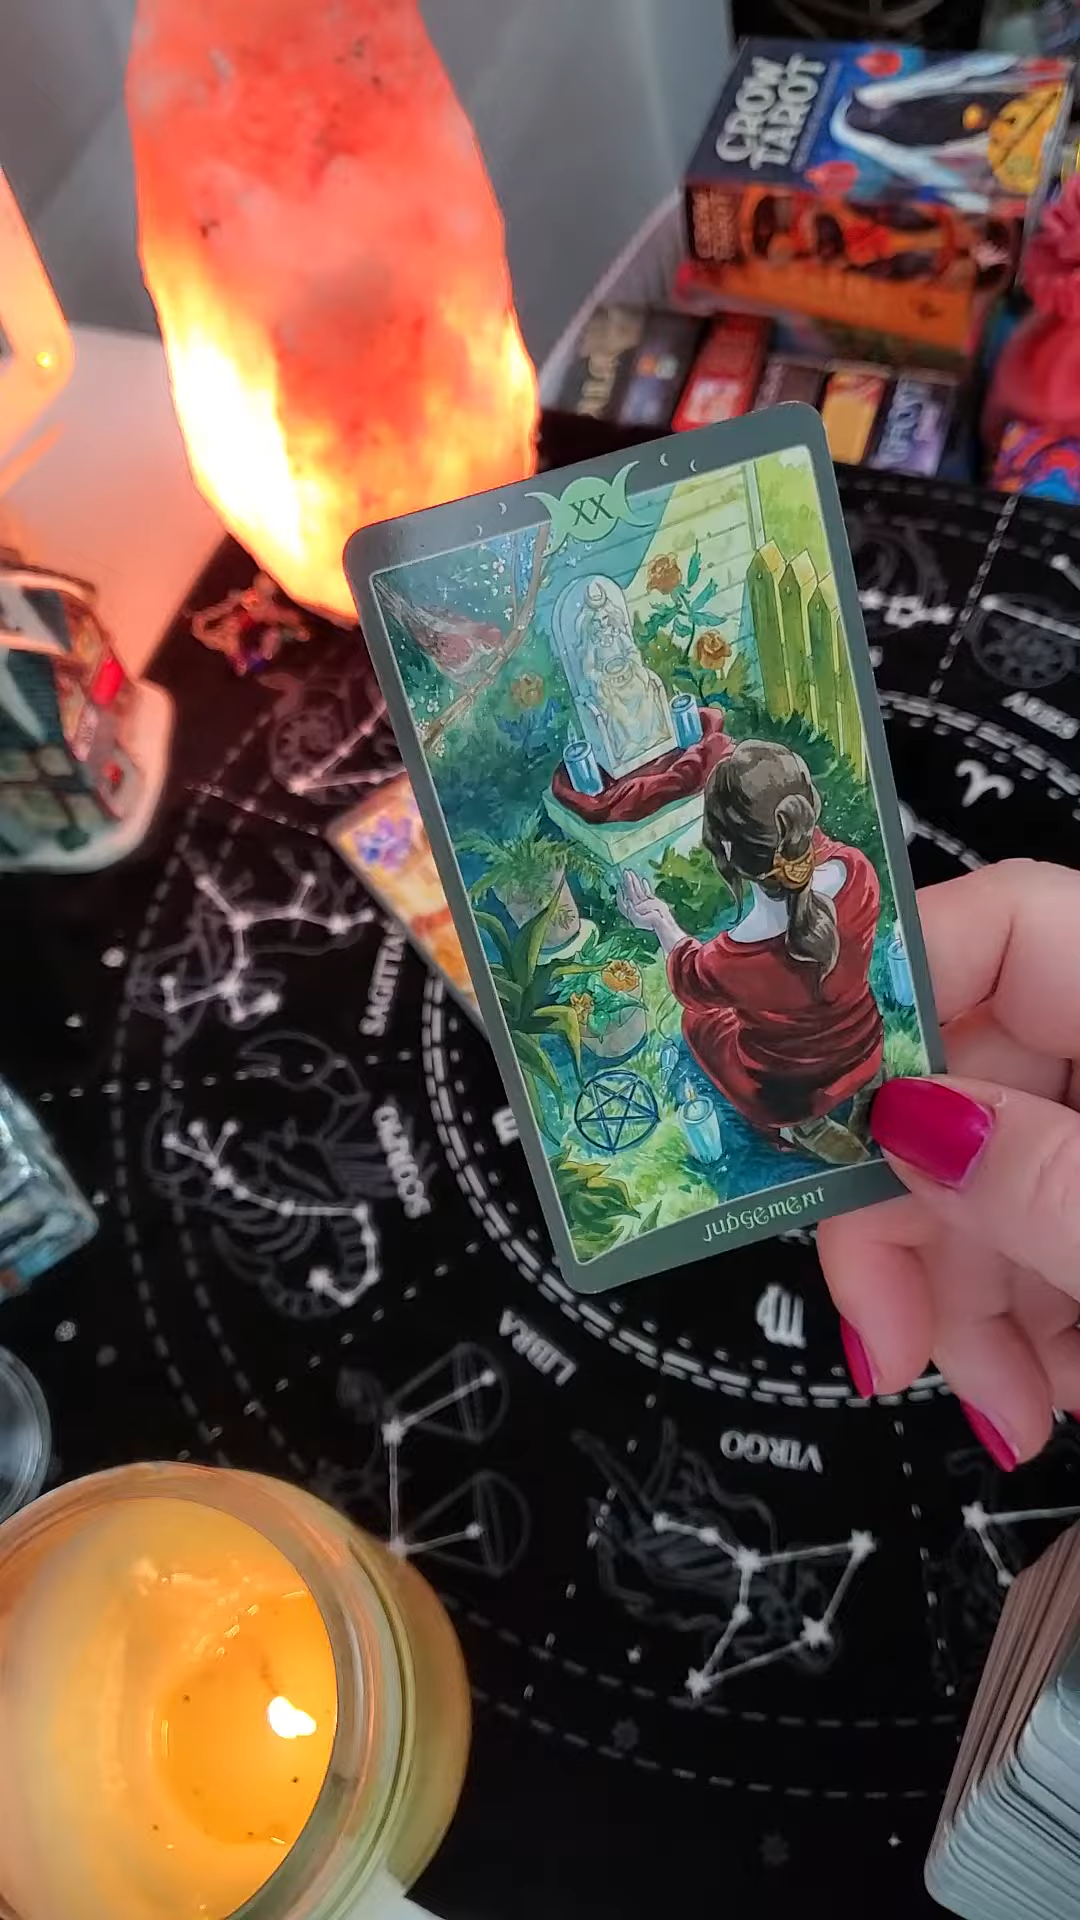 CROW
TAROT
XX
ARIES
SAGITTA
SCORPIO
JUDGEMENT
LIBRA
VIRGO